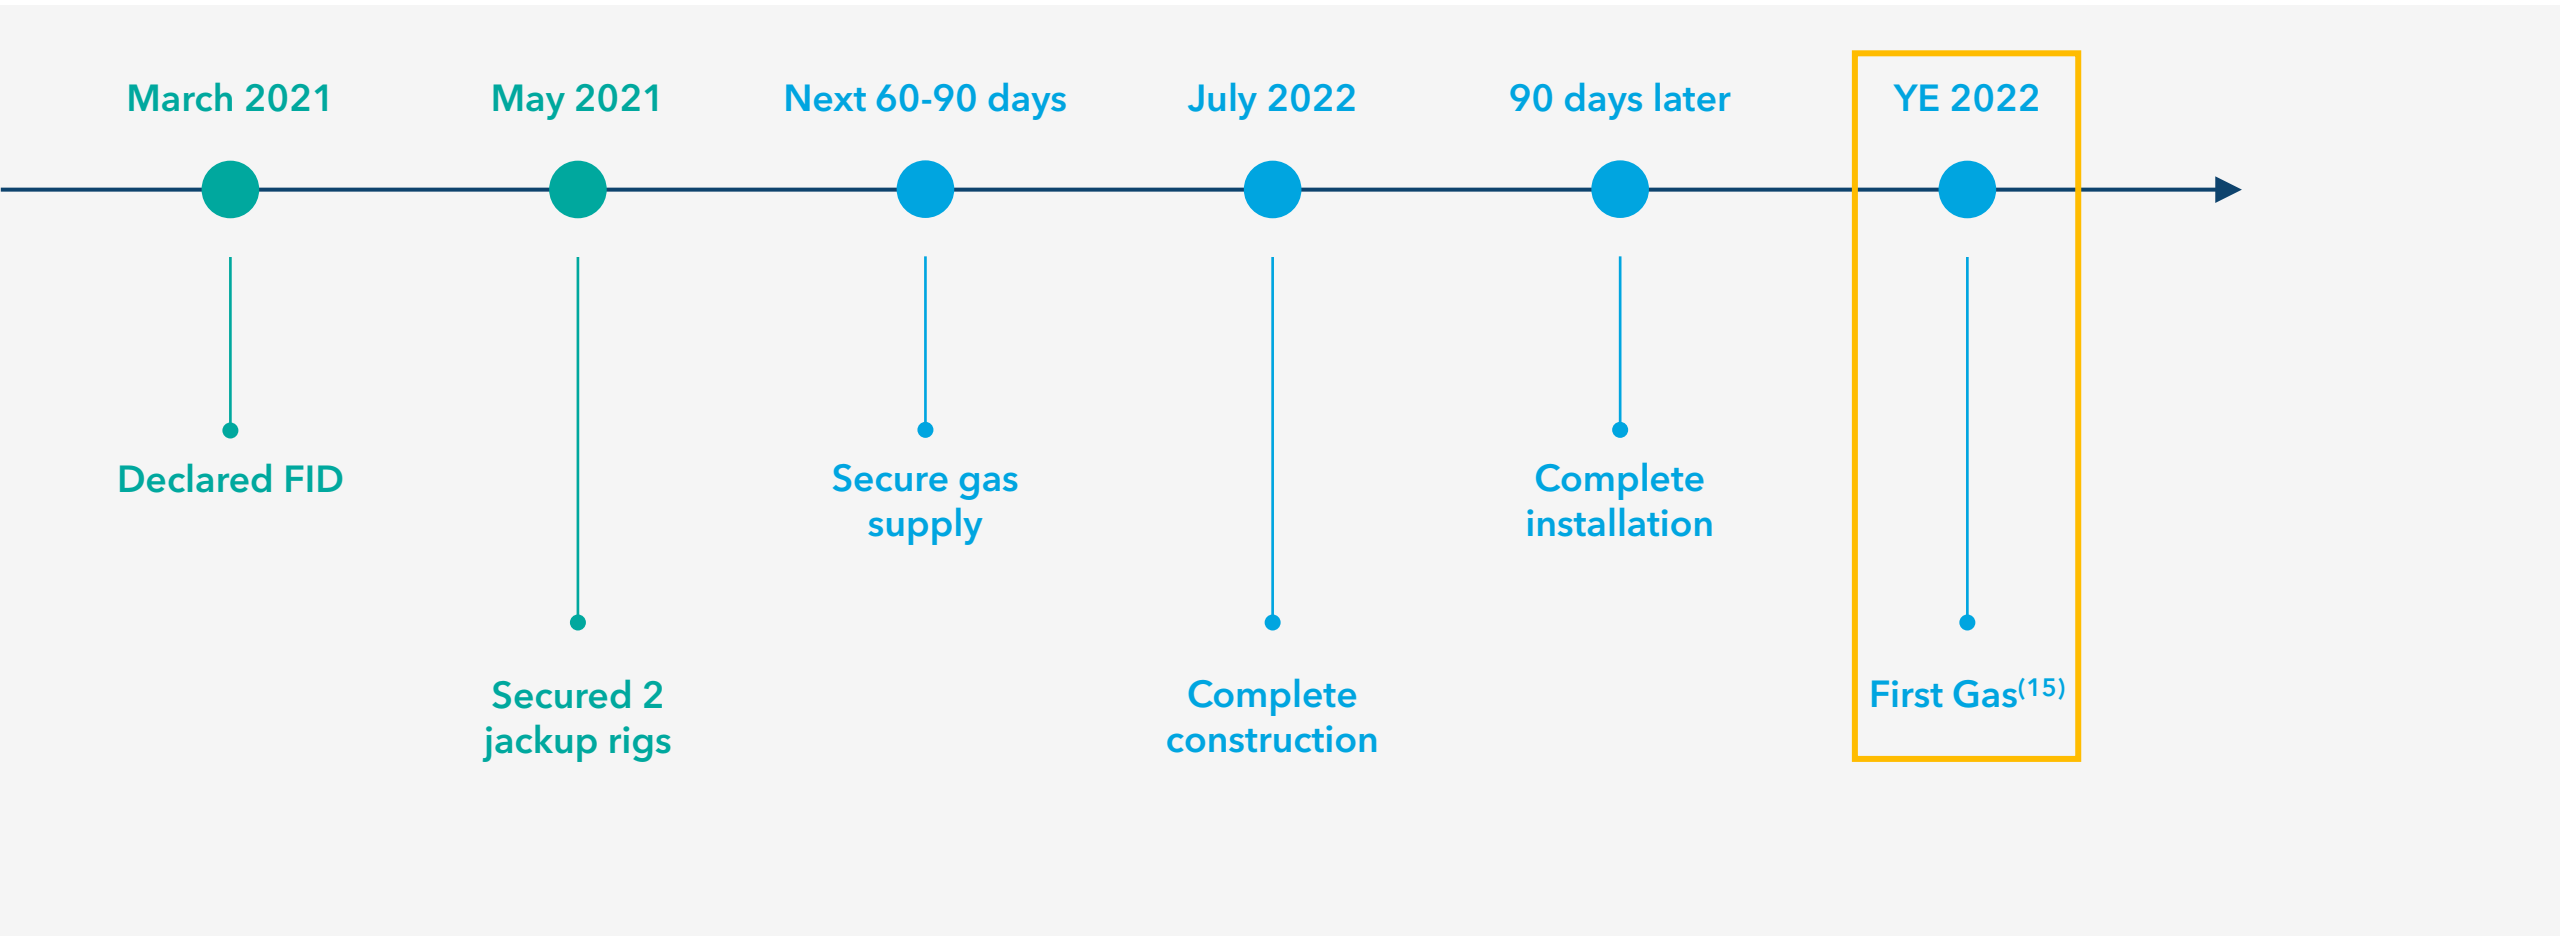 March 2021
May 2021
Next 60-90 days
July 2022
90 days later
YE 2022
Declared FID
Secured 2
jackup rigs
Secure gas
supply
Complete
construction
Complete
installation
First Gas(15)